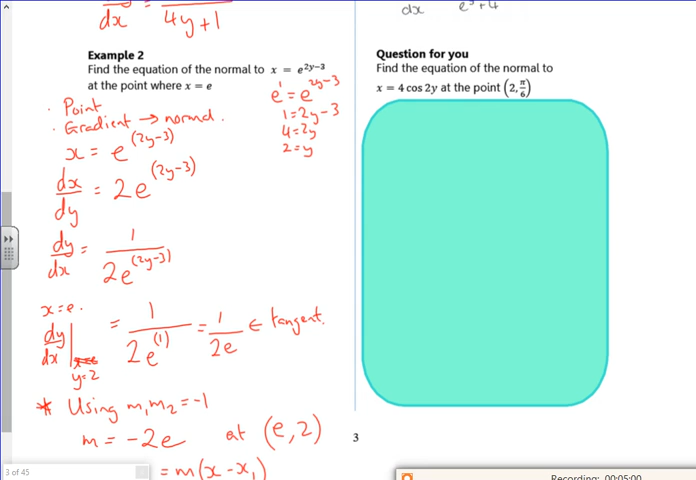 dx 4y+1
Example 2
Find the equation of the normal to x = e^(2y−3)
at the point where x = e
e^1 = e^(2y−3)
1 = 2y − 3
4 = 2y
2 = y
· Point
· Gradient → normal.
x = e^(2y−3)
dx/dy = 2e^(2y−3)
dy/dx = 1/2e^(2y−3)
x = e.
dy/dx | y=2 = 1/2e^(1) = 1/2e ← tangent.
* Using m₁m₂ = −1
m = −2e at (e, 2)
= m(x − x₁)
dx e^y + 4
Question for you
Find the equation of the normal to
x = 4 cos 2y at the point (2, π/6)
3
3 of 45
Recording: 00:05:00